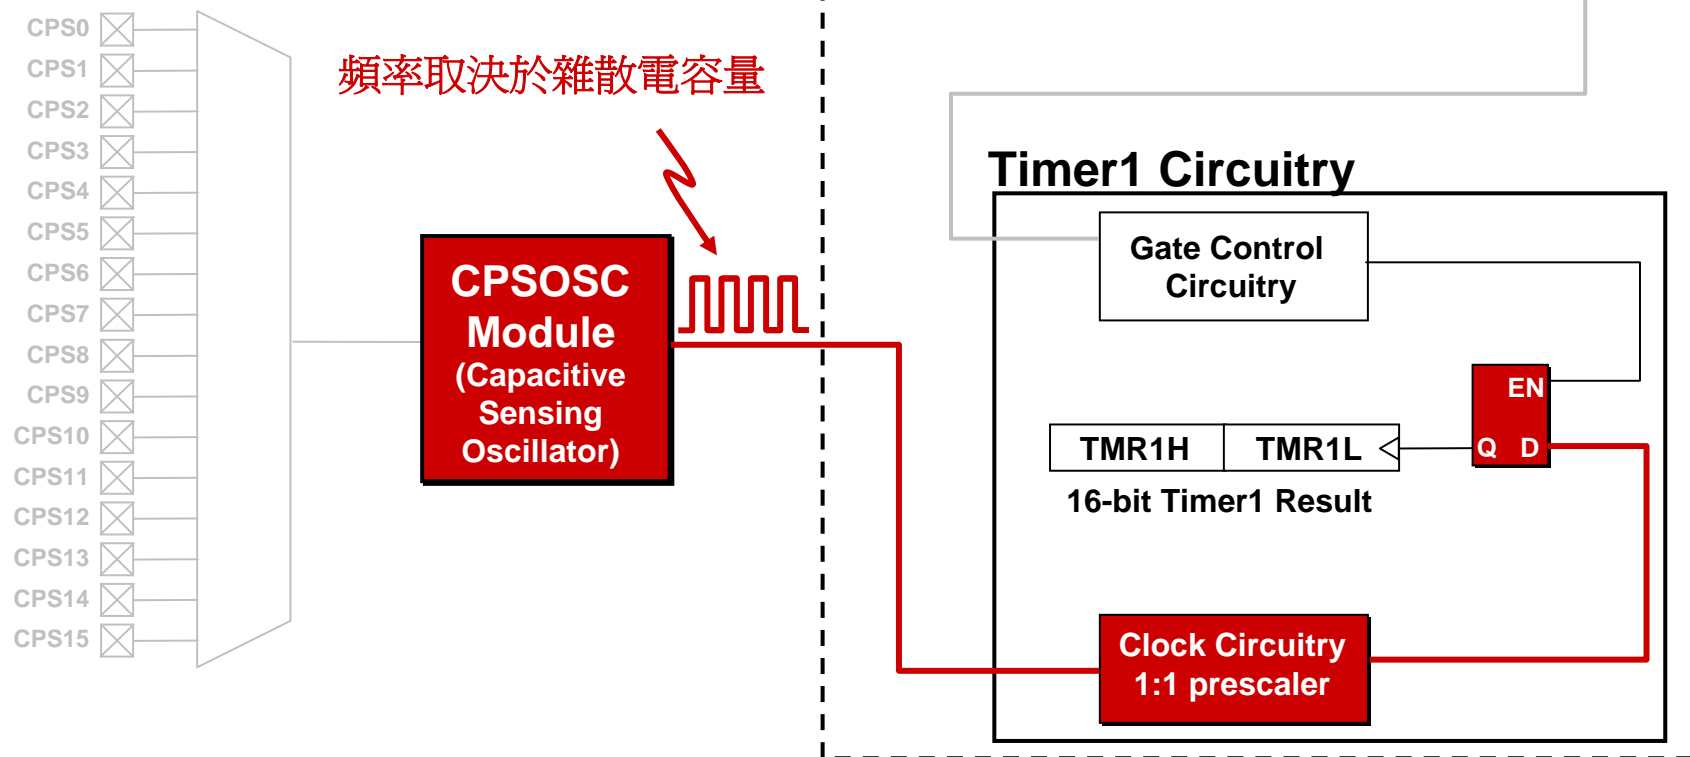 CPS0
CPS1
CPS2
CPS3
CPS4
CPS5
CPS6
CPS7
CPS8
CPS9
CPS10
CPS11
CPS12
CPS13
CPS14
CPS15
頻率取決於雜散電容量
CPSOSC
Module
(Capacitive
Sensing
Oscillator)
Timer1 Circuitry
Gate Control
Circuitry
EN
Q D
TMR1H TMR1L
16-bit Timer1 Result
Clock Circuitry
1:1 prescaler